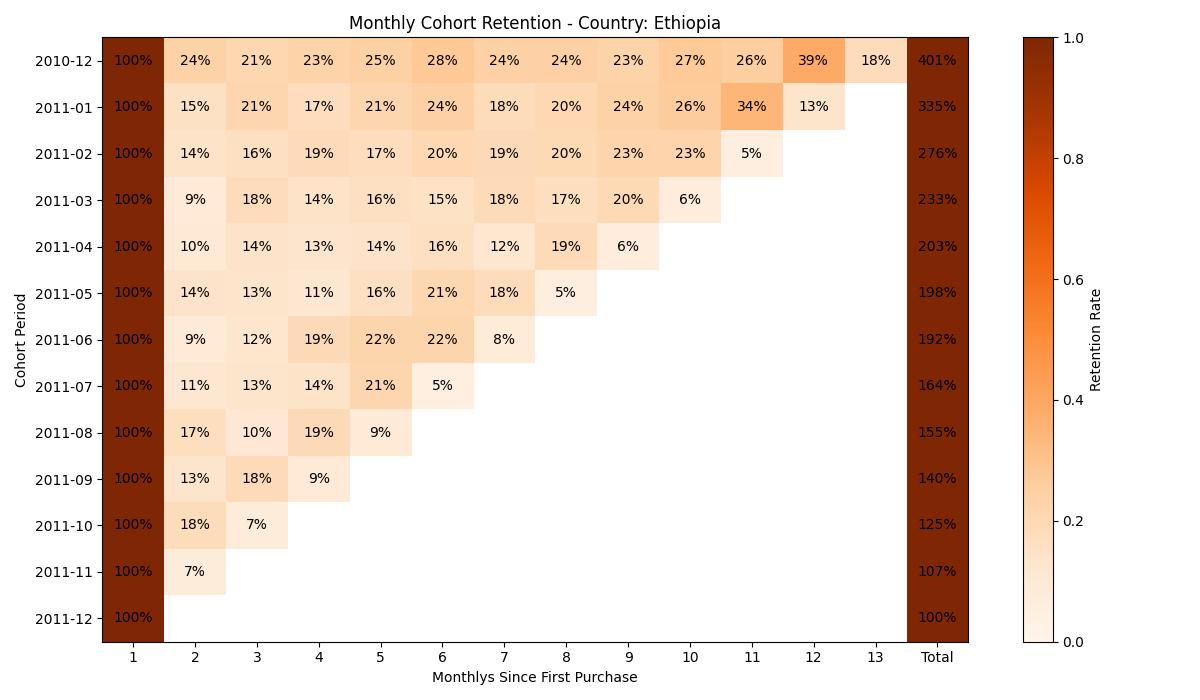 Monthly Cohort Retention - Country: Ethiopia
2010-12 100% 24% 21% 23% 25% 28% 24% 24% 23% 27% 26% 39% 18% 401%
2011-01 100% 15% 21% 17% 21% 24% 18% 20% 24% 26% 34% 13% 335%
2011-02 100% 14% 16% 19% 17% 20% 19% 20% 23% 23% 5% 276%
2011-03 100% 9% 18% 14% 16% 15% 18% 17% 20% 6% 233%
2011-04 100% 10% 14% 13% 14% 16% 12% 19% 6% 203%
2011-05 100% 14% 13% 11% 16% 21% 18% 5% 198%
2011-06 100% 9% 12% 19% 22% 22% 8% 192%
2011-07 100% 11% 13% 14% 21% 5% 164%
2011-08 100% 17% 10% 19% 9% 155%
2011-09 100% 13% 18% 9% 140%
2011-10 100% 18% 7% 125%
2011-11 100% 7% 107%
2011-12 100% 100%
1 2 3 4 5 6 7 8 9 10 11 12 13 Total
Monthlys Since First Purchase
Cohort Period
1.0
0.8
0.6
0.4
0.2
0.0
Retention Rate